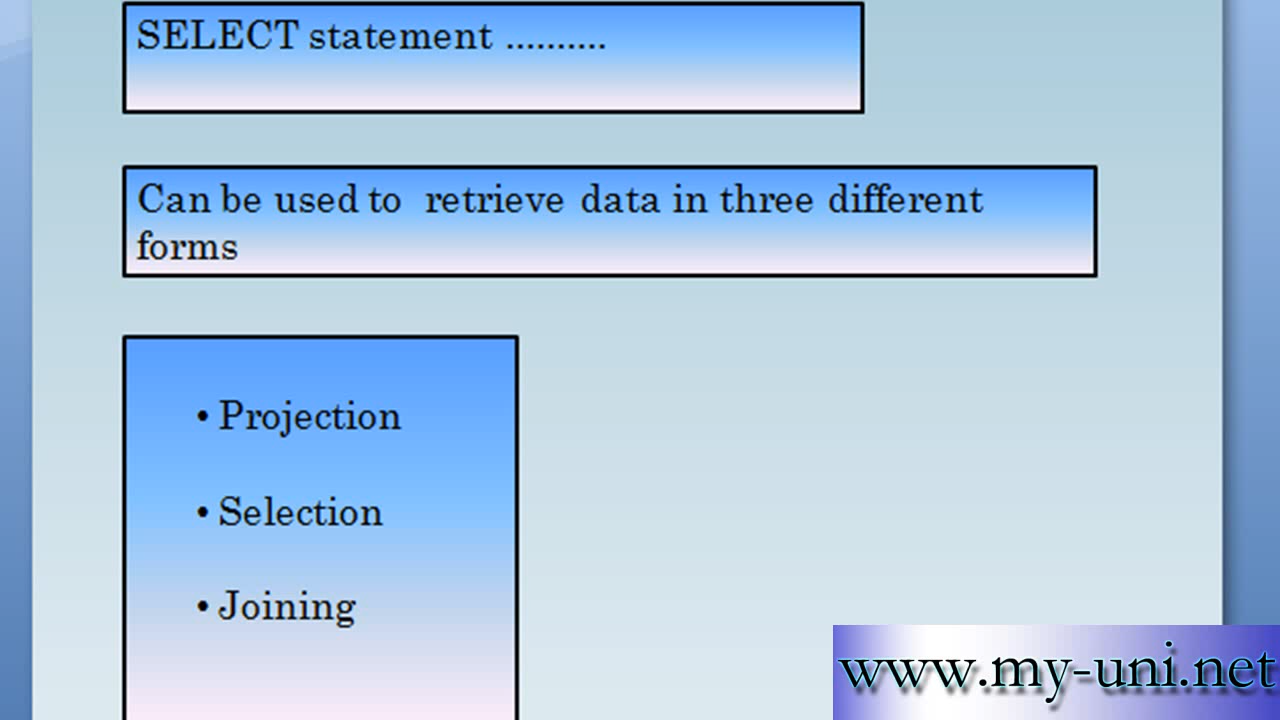 SELECT statement ..........
Can be used to retrieve data in three different
forms
• Projection
• Selection
• Joining
www.my-uni.net